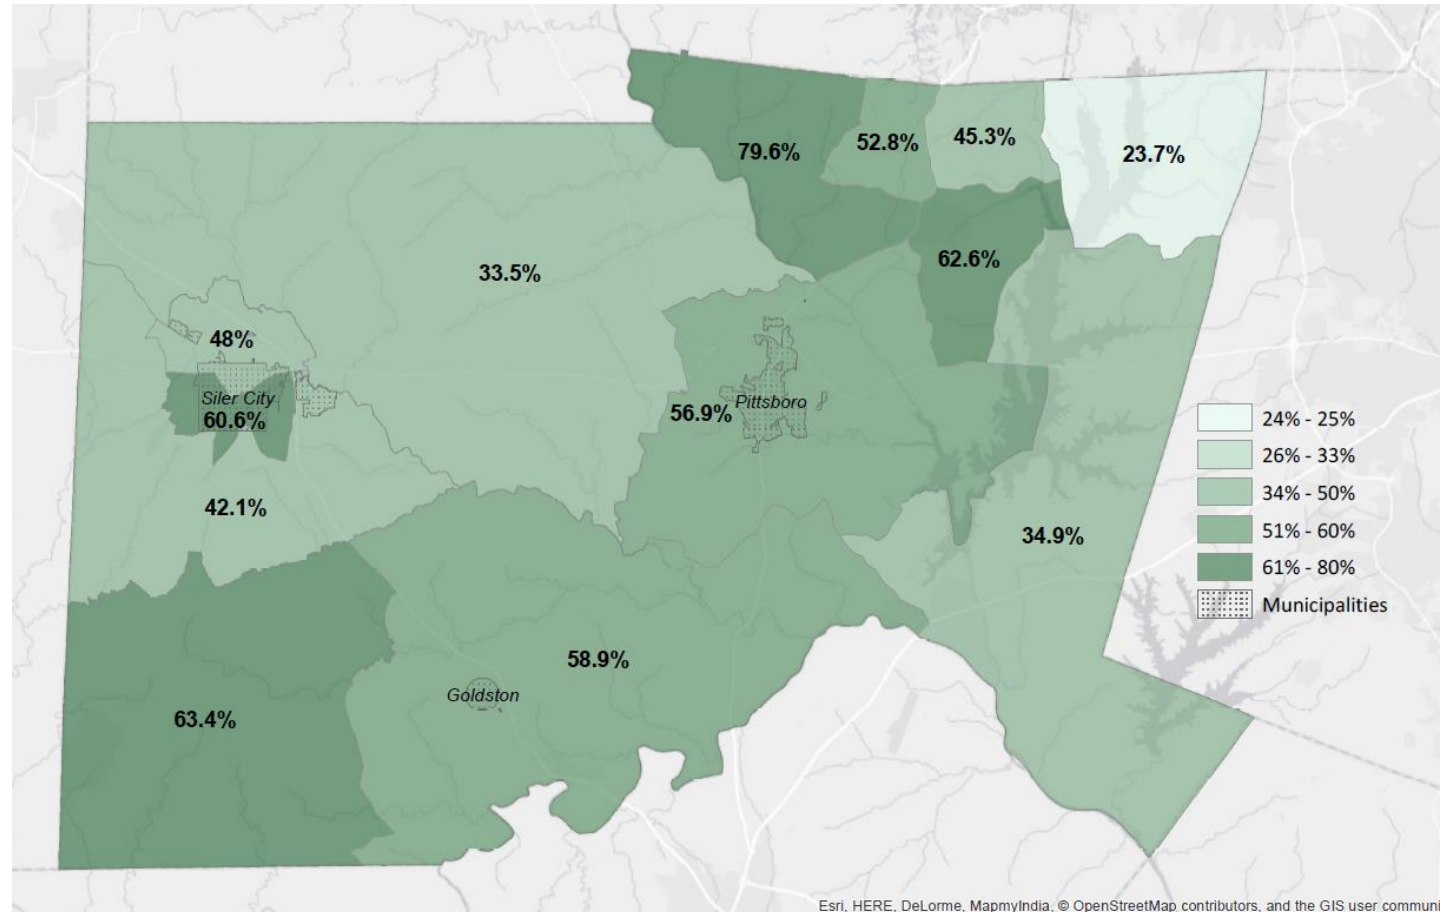 79.6%
52.8%
45.3%
23.7%
62.6%
33.5%
48%
Siler City
60.6%
56.9%
Pittsboro
42.1%
34.9%
58.9%
Goldston
63.4%
24% - 25%
26% - 33%
34% - 50%
51% - 60%
61% - 80%
Municipalities
Esri, HERE, DeLorme, MapmyIndia, © OpenStreetMap contributors, and the GIS user communi